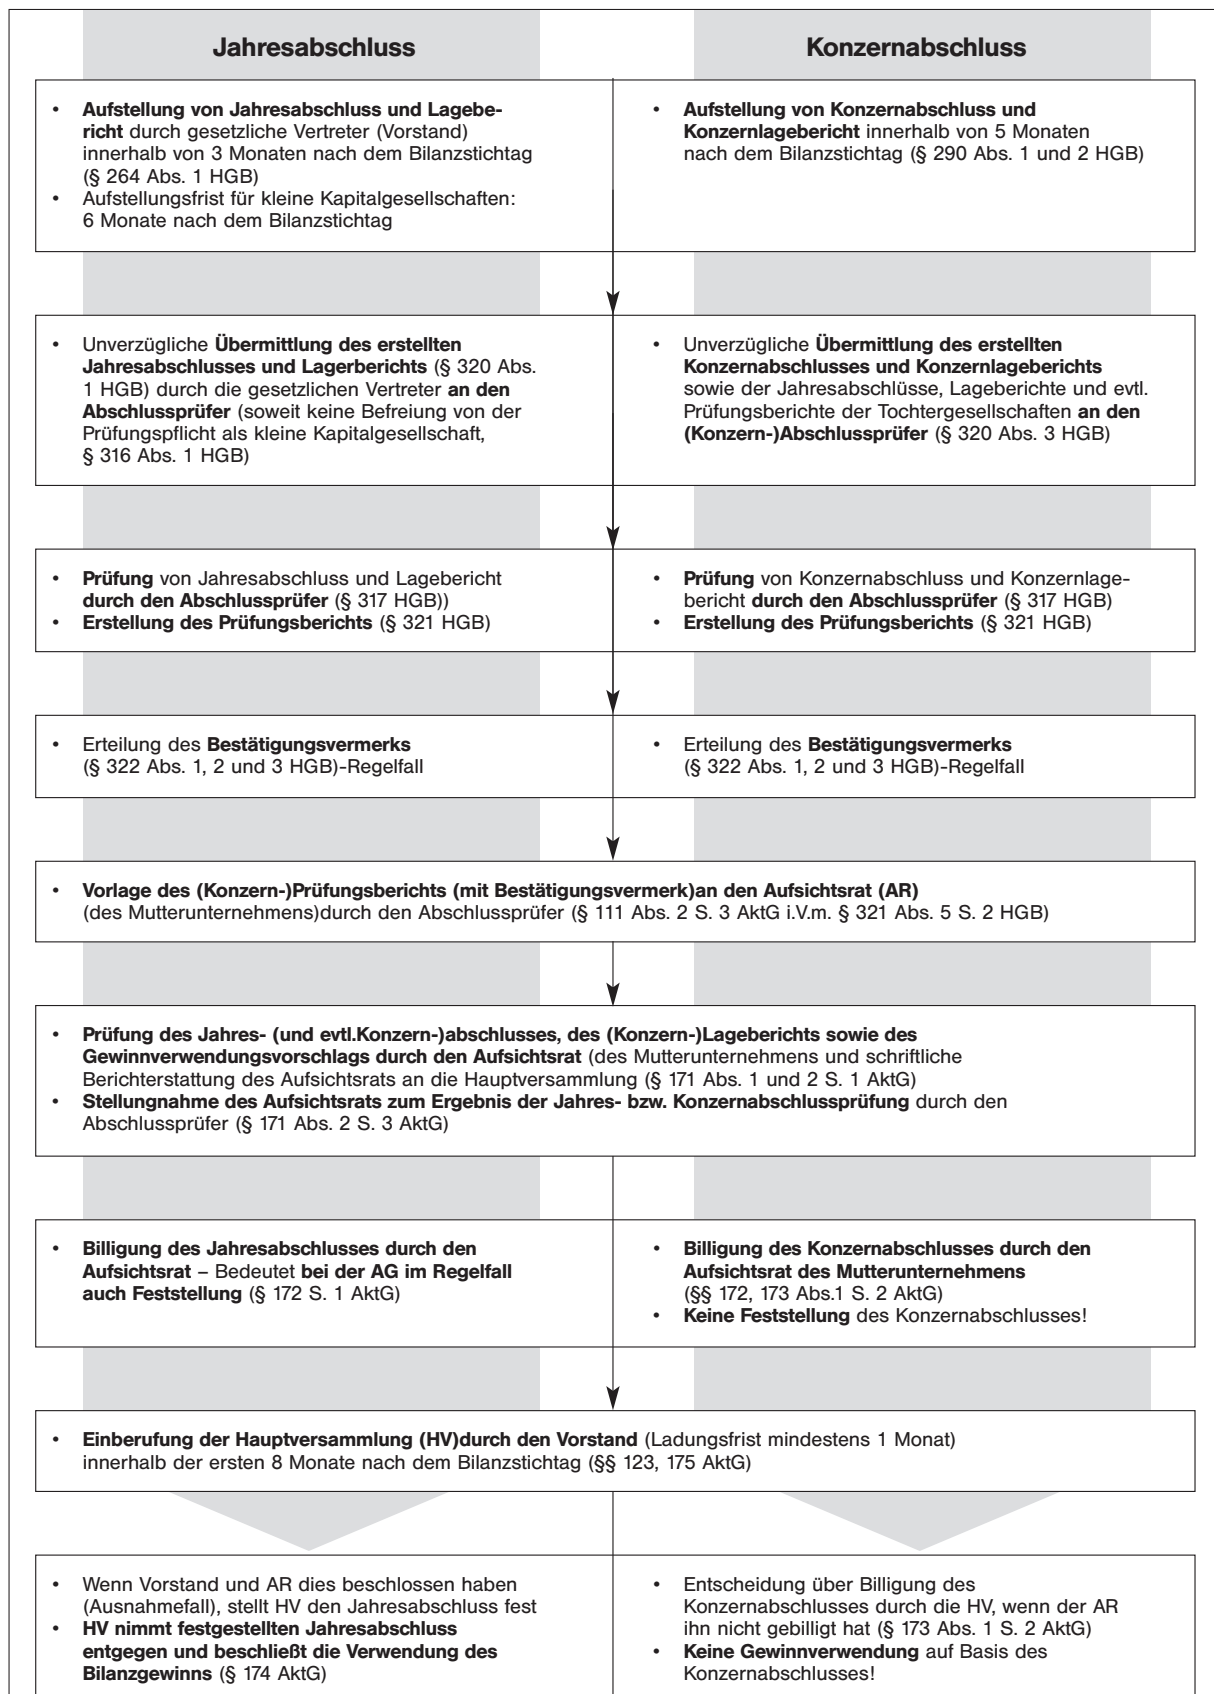 Jahresabschluss
Konzernabschluss
• Aufstellung von Jahresabschluss und Lagebe-
richt durch gesetzliche Vertreter (Vorstand)
innerhalb von 3 Monaten nach dem Bilanzstichtag
(§ 264 Abs. 1 HGB)
• Aufstellungsfrist für kleine Kapitalgesellschaften:
6 Monate nach dem Bilanzstichtag
• Aufstellung von Konzernabschluss und
Konzernlagebericht innerhalb von 5 Monaten
nach dem Bilanzstichtag (§ 290 Abs. 1 und 2 HGB)
• Unverzügliche Übermittlung des erstellten
Jahresabschlusses und Lagerberichts (§ 320 Abs.
1 HGB) durch die gesetzlichen Vertreter an den
Abschlussprüfer (soweit keine Befreiung von der
Prüfungspflicht als kleine Kapitalgesellschaft,
§ 316 Abs. 1 HGB)
• Unverzügliche Übermittlung des erstellten
Konzernabschlusses und Konzernlageberichts
sowie der Jahresabschlüsse, Lageberichte und evtl.
Prüfungsberichte der Tochtergesellschaften an den
(Konzern-)Abschlussprüfer (§ 320 Abs. 3 HGB)
• Prüfung von Jahresabschluss und Lagebericht
durch den Abschlussprüfer (§ 317 HGB))
• Erstellung des Prüfungsberichts (§ 321 HGB)
• Prüfung von Konzernabschluss und Konzernlage-
bericht durch den Abschlussprüfer (§ 317 HGB)
• Erstellung des Prüfungsberichts (§ 321 HGB)
• Erteilung des Bestätigungsvermerks
(§ 322 Abs. 1, 2 und 3 HGB)-Regelfall
• Erteilung des Bestätigungsvermerks
(§ 322 Abs. 1, 2 und 3 HGB)-Regelfall
• Vorlage des (Konzern-)Prüfungsberichts (mit Bestätigungsvermerk)an den Aufsichtsrat (AR)
(des Mutterunternehmens)durch den Abschlussprüfer (§ 111 Abs. 2 S. 3 AktG i.V.m. § 321 Abs. 5 S. 2 HGB)
• Prüfung des Jahres- (und evtl.Konzern-)abschlusses, des (Konzern-)Lageberichts sowie des
Gewinnverwendungsvorschlags durch den Aufsichtsrat (des Mutterunternehmens und schriftliche
Berichterstattung des Aufsichtsrats an die Hauptversammlung (§ 171 Abs. 1 und 2 S. 1 AktG)
• Stellungnahme des Aufsichtsrats zum Ergebnis der Jahres- bzw. Konzernabschlussprüfung durch den
Abschlussprüfer (§ 171 Abs. 2 S. 3 AktG)
• Billigung des Jahresabschlusses durch den
Aufsichtsrat – Bedeutet bei der AG im Regelfall
auch Feststellung (§ 172 S. 1 AktG)
• Billigung des Konzernabschlusses durch den
Aufsichtsrat des Mutterunternehmens
(§§ 172, 173 Abs.1 S. 2 AktG)
• Keine Feststellung des Konzernabschlusses!
• Einberufung der Hauptversammlung (HV)durch den Vorstand (Ladungsfrist mindestens 1 Monat)
innerhalb der ersten 8 Monate nach dem Bilanzstichtag (§§ 123, 175 AktG)
• Wenn Vorstand und AR dies beschlossen haben
(Ausnahmefall), stellt HV den Jahresabschluss fest
• HV nimmt festgestellten Jahresabschluss
entgegen und beschließt die Verwendung des
Bilanzgewinns (§ 174 AktG)
• Entscheidung über Billigung des
Konzernabschlusses durch die HV, wenn der AR
ihn nicht gebilligt hat (§ 173 Abs. 1 S. 2 AktG)
• Keine Gewinnverwendung auf Basis des
Konzernabschlusses!